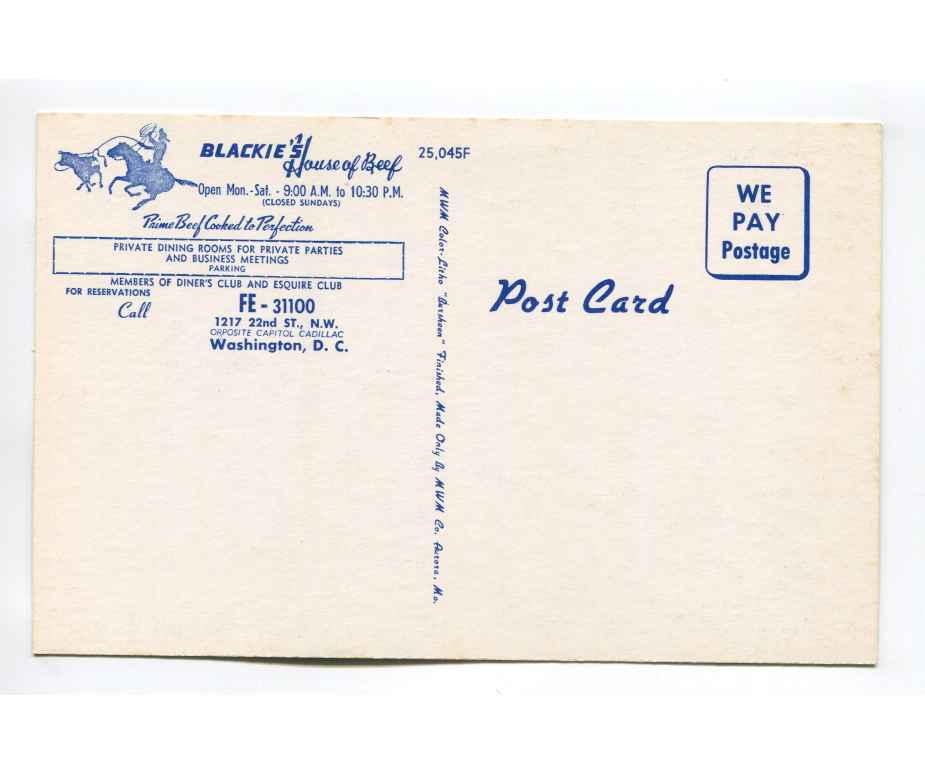 BLACKIE'S House of Beef
Open Mon.-Sat. - 9:00 A.M. to 10:30 P.M.
(CLOSED SUNDAYS)
Prime Beef Cooked to Perfection
PRIVATE DINING ROOMS FOR PRIVATE PARTIES
AND BUSINESS MEETINGS
PARKING
MEMBERS OF DINER'S CLUB AND ESQUIRE CLUB
FOR RESERVATIONS
Call
FE - 31100
1217 22nd ST., N.W.
OPPOSITE CAPITOL CADILLAC
Washington, D. C.
25,045F
MWM Color-Litho "Dursheen" Finished, Made Only By MWM Co. Aurora, Mo.
WE
PAY
Postage
Post Card